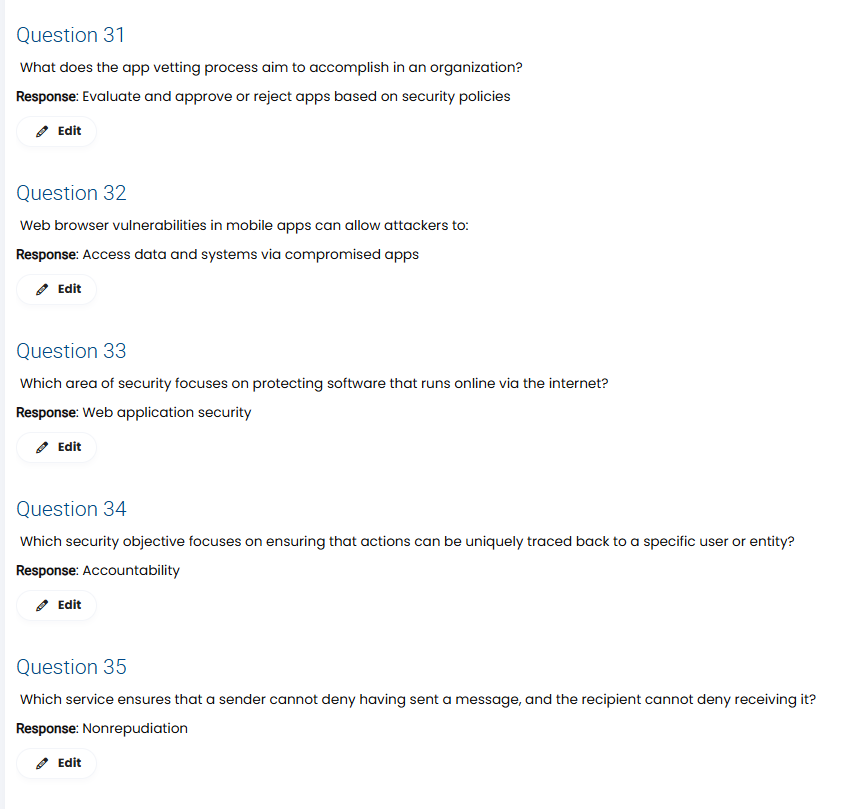 Question 31
What does the app vetting process aim to accomplish in an organization?
Response: Evaluate and approve or reject apps based on security policies
Edit
Question 32
Web browser vulnerabilities in mobile apps can allow attackers to:
Response: Access data and systems via compromised apps
Edit
Question 33
Which area of security focuses on protecting software that runs online via the internet?
Response: Web application security
Edit
Question 34
Which security objective focuses on ensuring that actions can be uniquely traced back to a specific user or entity?
Response: Accountability
Edit
Question 35
Which service ensures that a sender cannot deny having sent a message, and the recipient cannot deny receiving it?
Response: Nonrepudiation
Edit